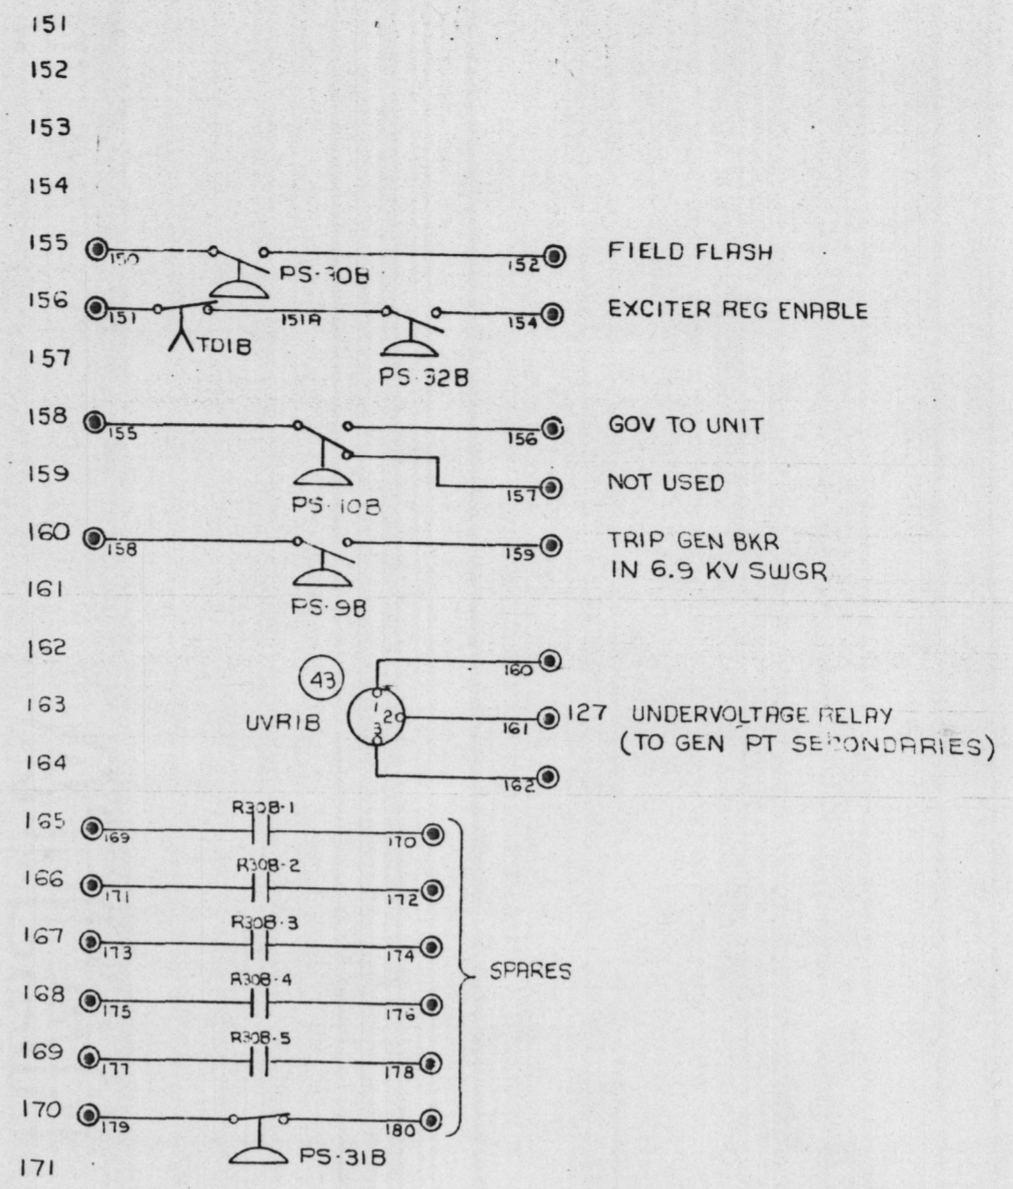 151
152
153
154
155 150 PS-30B 152 FIELD FLASH
156 151 TD1B 151A PS-32B 154 EXCITER REG ENABLE
157
158 155 PS-10B 156 GOV TO UNIT
159 157 NOT USED
160 158 PS-9B 159 TRIP GEN BKR
IN 6.9 KV SWGR
161
162 160
43
163 UVR1B 1 2 3 161 127 UNDERVOLTAGE RELAY
(TO GEN PT SECONDARIES)
164 162
165 169 R30B-1 170
166 171 R30B-2 172
167 173 R30B-3 174
SPARES
168 175 R30B-4 176
169 177 R30B-5 178
170 179 PS-31B 180
171